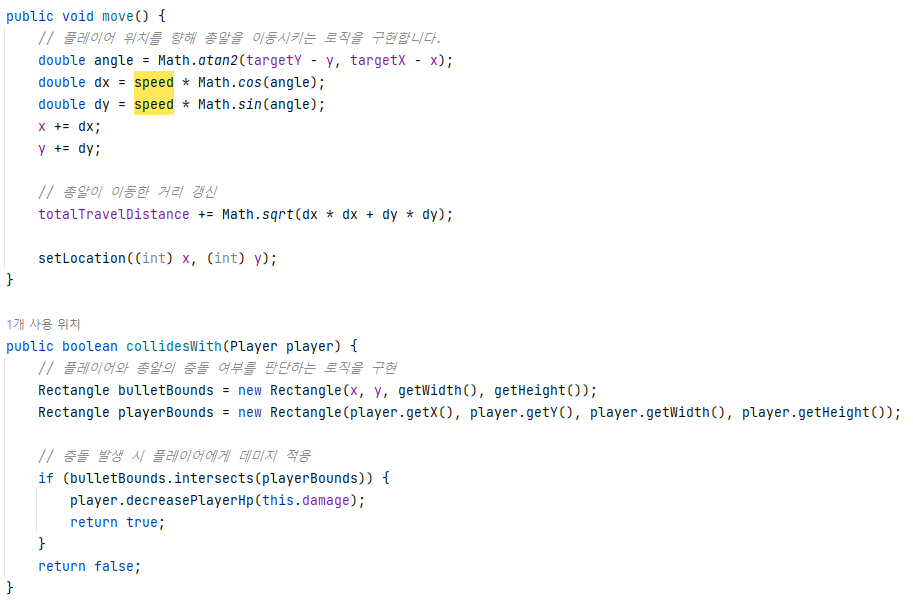 public void move() {
    // 플레이어 위치를 향해 총알을 이동시키는 로직을 구현합니다.
    double angle = Math.atan2(targetY - y, targetX - x);
    double dx = speed * Math.cos(angle);
    double dy = speed * Math.sin(angle);
    x += dx;
    y += dy;

    // 총알이 이동한 거리 갱신
    totalTravelDistance += Math.sqrt(dx * dx + dy * dy);

    setLocation((int) x, (int) y);
}

1개 사용 위치
public boolean collidesWith(Player player) {
    // 플레이어와 총알의 충돌 여부를 판단하는 로직을 구현
    Rectangle bulletBounds = new Rectangle(x, y, getWidth(), getHeight());
    Rectangle playerBounds = new Rectangle(player.getX(), player.getY(), player.getWidth(), player.getHeight());

    // 충돌 발생 시 플레이어에게 데미지 적용
    if (bulletBounds.intersects(playerBounds)) {
        player.decreasePlayerHp(this.damage);
        return true;
    }
    return false;
}